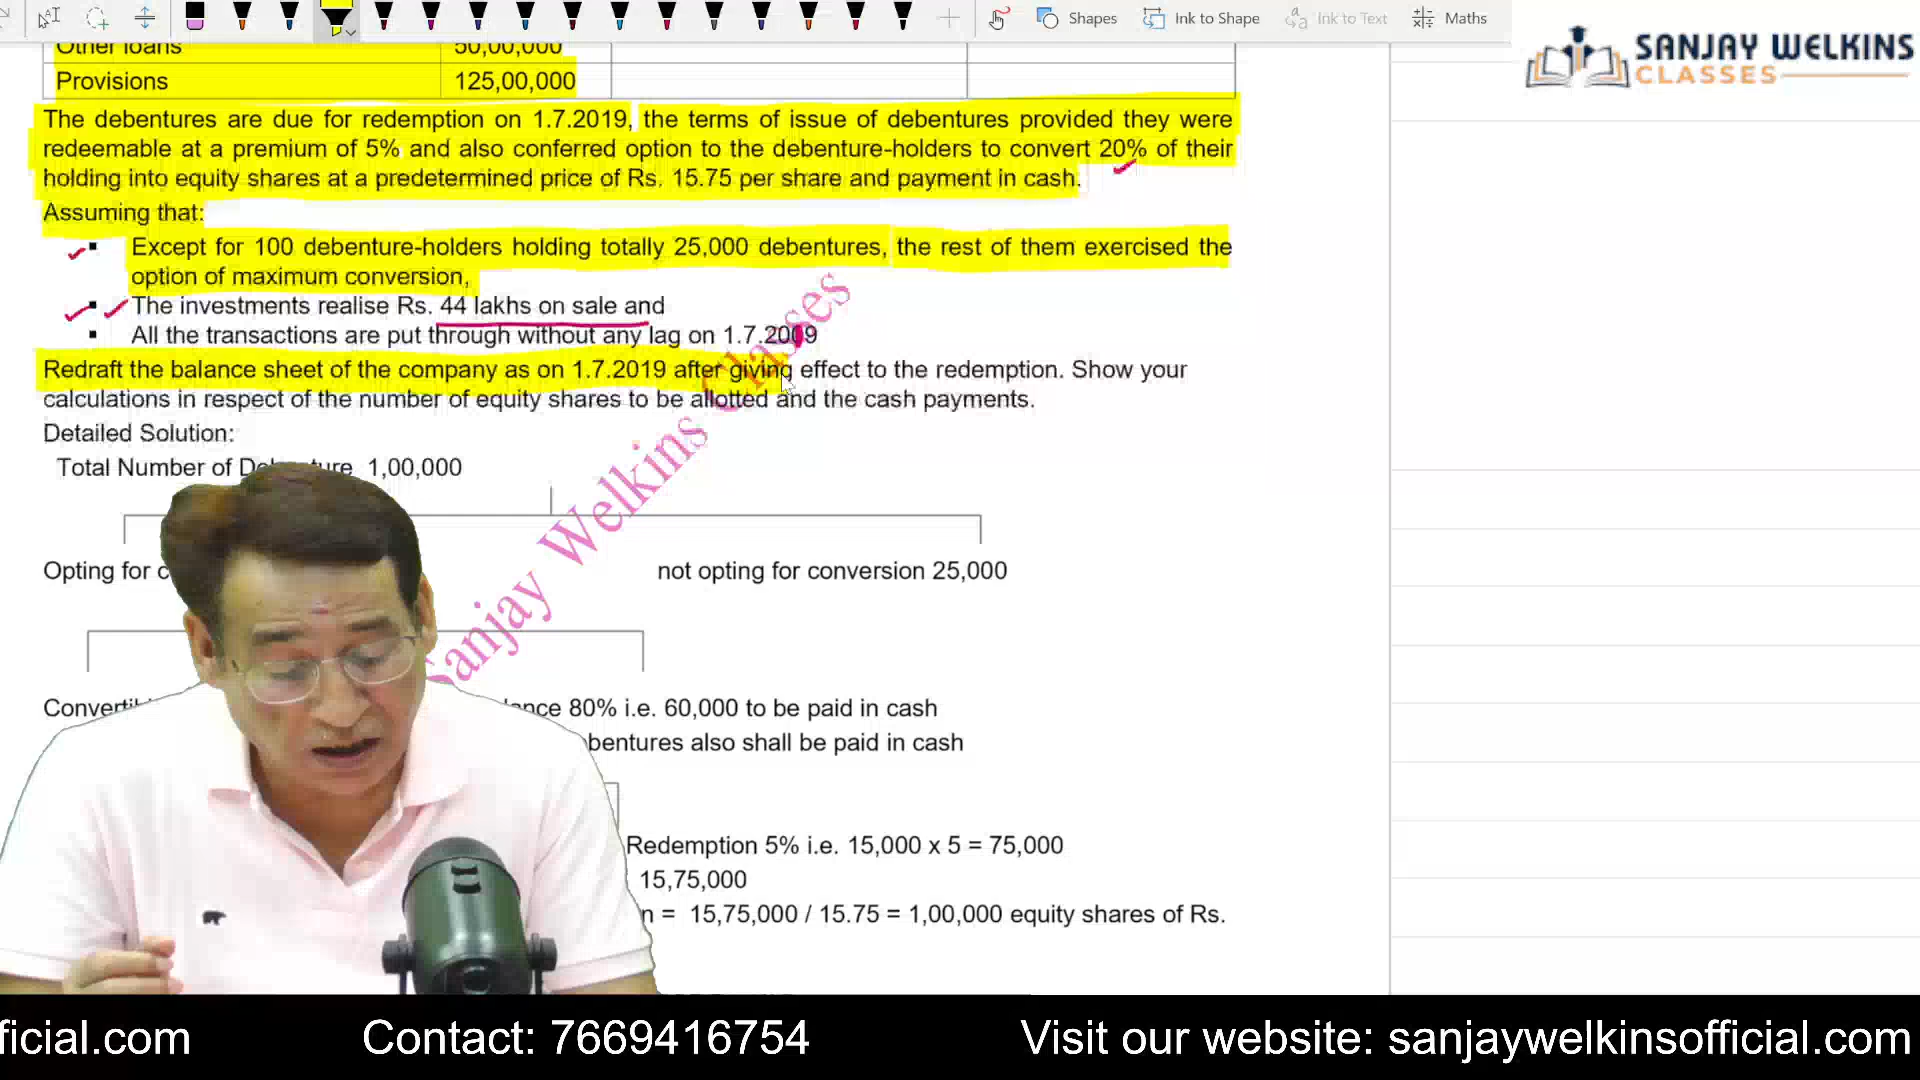 Shapes Ink to Shape Ink to Text Maths
SANJAY WELKINS
CLASSES
Other loans 50,00,000
Provisions 125,00,000
The debentures are due for redemption on 1.7.2019, the terms of issue of debentures provided they were
redeemable at a premium of 5% and also conferred option to the debenture-holders to convert 20% of their
holding into equity shares at a predetermined price of Rs. 15.75 per share and payment in cash.
Assuming that:
▪ Except for 100 debenture-holders holding totally 25,000 debentures, the rest of them exercised the
option of maximum conversion,
▪ The investments realise Rs. 44 lakhs on sale and
▪ All the transactions are put through without any lag on 1.7.2009
Redraft the balance sheet of the company as on 1.7.2019 after giving effect to the redemption. Show your
calculations in respect of the number of equity shares to be allotted and the cash payments.
Detailed Solution:
Total Number of 1,00,000
Opting for not opting for conversion 25,000
80% i.e. 60,000 to be paid in cash
also shall be paid in cash
Redemption 5% i.e. 15,000 x 5 = 75,000
15,75,000
= 15,75,000 / 15.75 = 1,00,000 equity shares of Rs.
Sanjay Welkins Classes
ficial.com Contact: 7669416754 Visit our website: sanjaywelkinsofficial.com